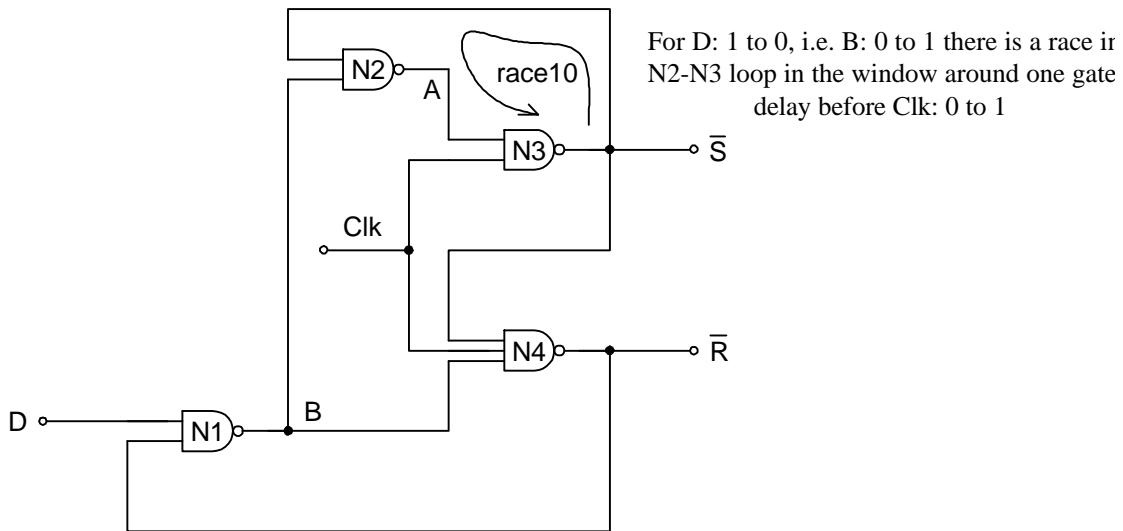 For D: 1 to 0, i.e. B: 0 to 1 there is a race
N2-N3 loop in the window around one gate
delay before Clk: 0 to 1
N2
A
race10
N3
S̅
Clk
N4
R̅
D
N1
B